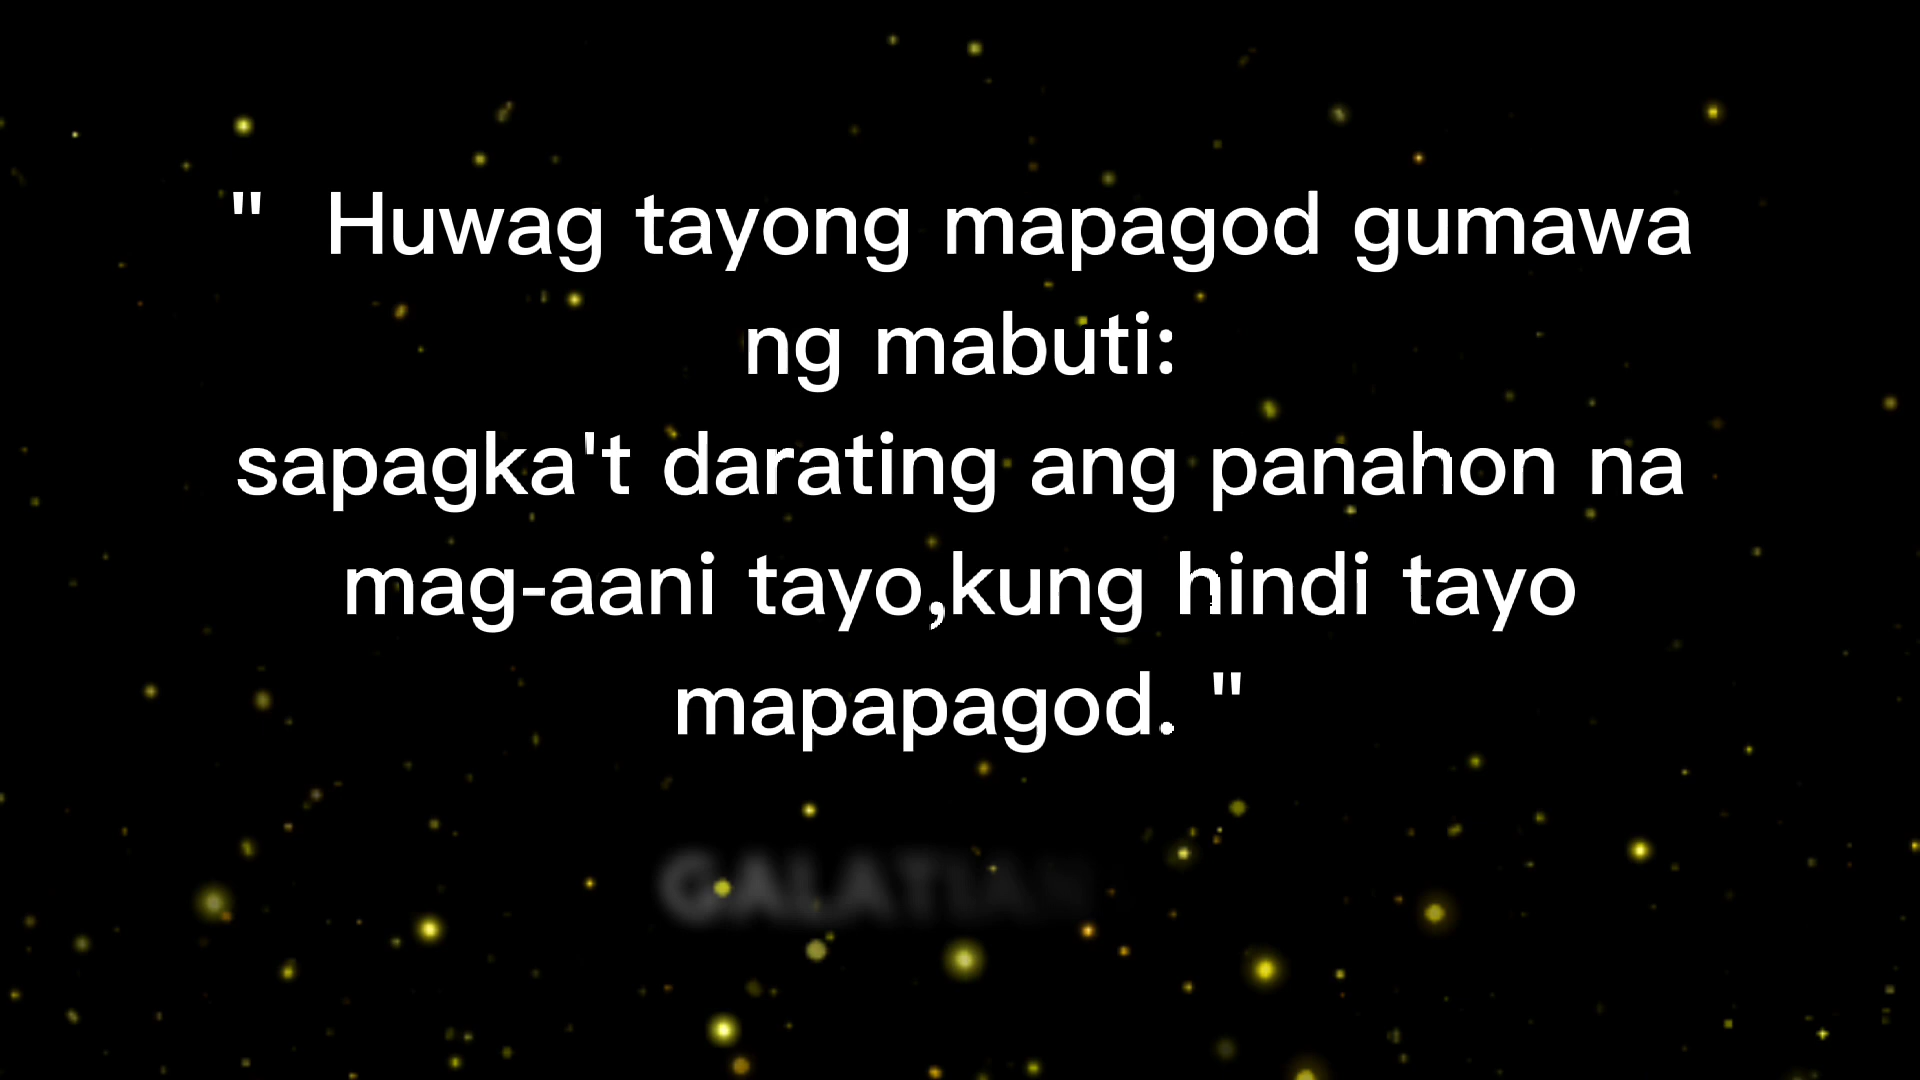 "  Huwag tayong mapagod gumawa
ng mabuti:
sapagka't darating ang panahon na
mag-aani tayo,kung hindi tayo
mapapagod. "